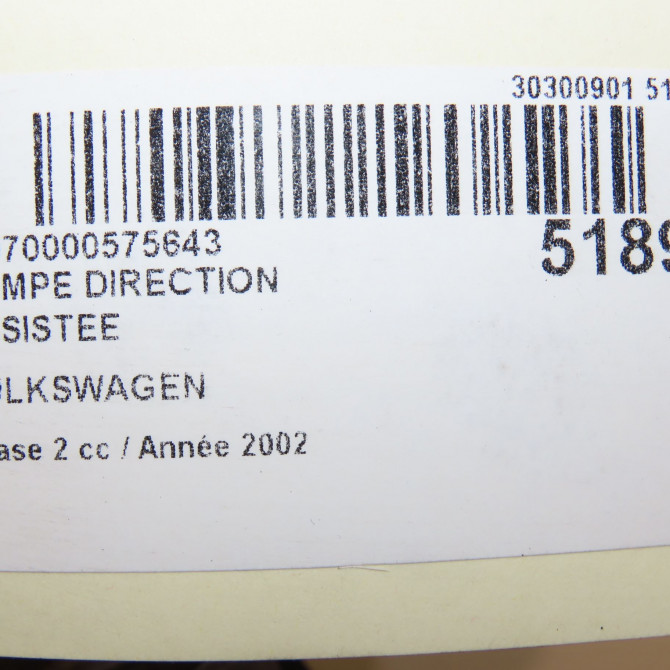 30300901 51
70000575643
5189
MPE DIRECTION
SISTEE
LKSWAGEN
ase 2 cc / Année 2002